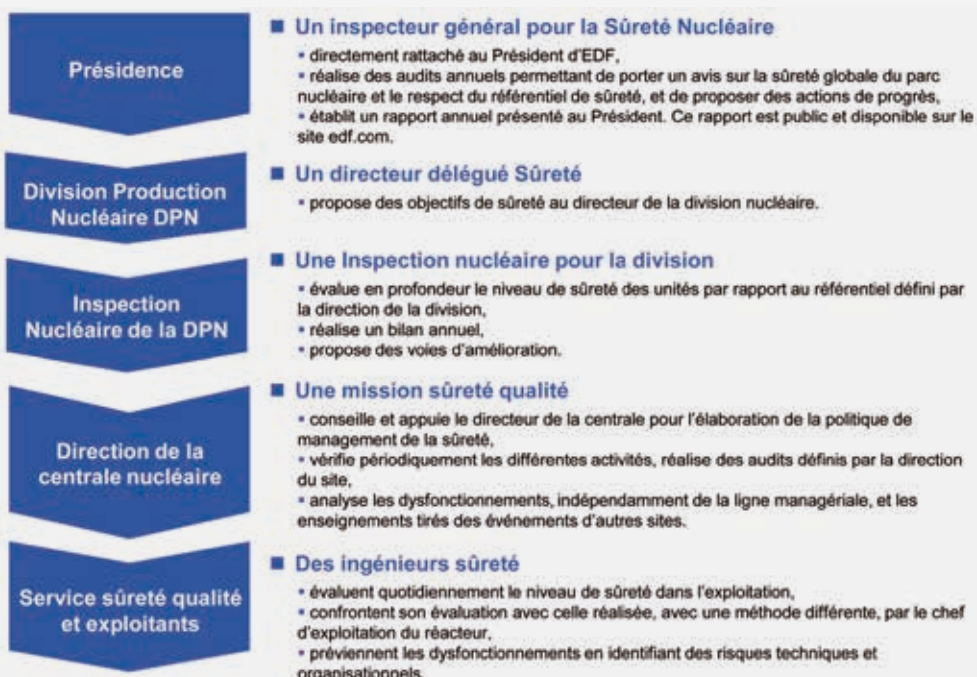 Présidence
■ Un inspecteur général pour la Sûreté Nucléaire
▪ directement rattaché au Président d'EDF,
▪ réalise des audits annuels permettant de porter un avis sur la sûreté globale du parc
nucléaire et le respect du référentiel de sûreté, et de proposer des actions de progrès,
▪ établit un rapport annuel présenté au Président. Ce rapport est public et disponible sur le
site edf.com.
Division Production
Nucléaire DPN
■ Un directeur délégué Sûreté
▪ propose des objectifs de sûreté au directeur de la division nucléaire.
Inspection
Nucléaire de la DPN
■ Une Inspection nucléaire pour la division
▪ évalue en profondeur le niveau de sûreté des unités par rapport au référentiel défini par
la direction de la division,
▪ réalise un bilan annuel,
▪ propose des voies d'amélioration.
Direction de la
centrale nucléaire
■ Une mission sûreté qualité
▪ conseille et appuie le directeur de la centrale pour l'élaboration de la politique de
management de la sûreté,
▪ vérifie périodiquement les différentes activités, réalise des audits définis par la direction
du site,
▪ analyse les dysfonctionnements, indépendamment de la ligne managériale, et les
enseignements tirés des événements d'autres sites.
Service sûreté qualité
et exploitants
■ Des ingénieurs sûreté
▪ évaluent quotidiennement le niveau de sûreté dans l'exploitation,
▪ confrontent son évaluation avec celle réalisée, avec une méthode différente, par le chef
d'exploitation du réacteur,
▪ préviennent les dysfonctionnements en identifiant des risques techniques et
organisationnels.